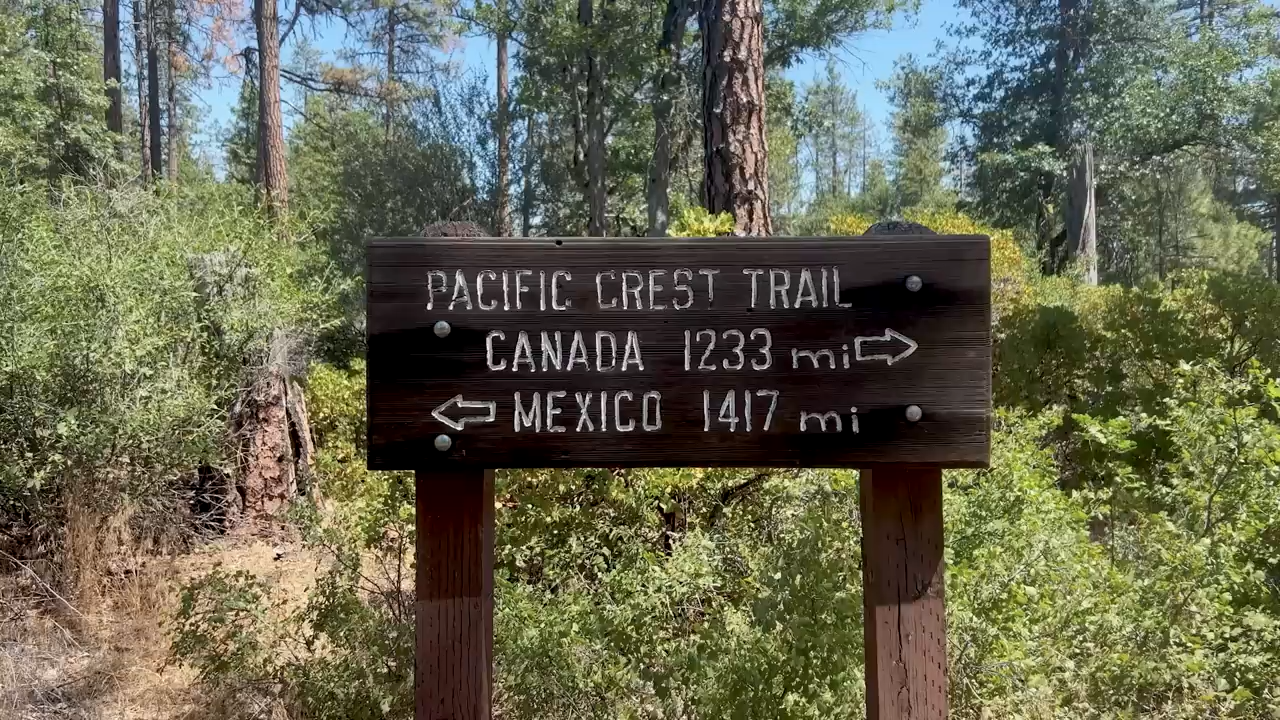 PACIFIC CREST TRAIL
CANADA 1233 mi ⇨
⇦ MEXICO 1417 mi